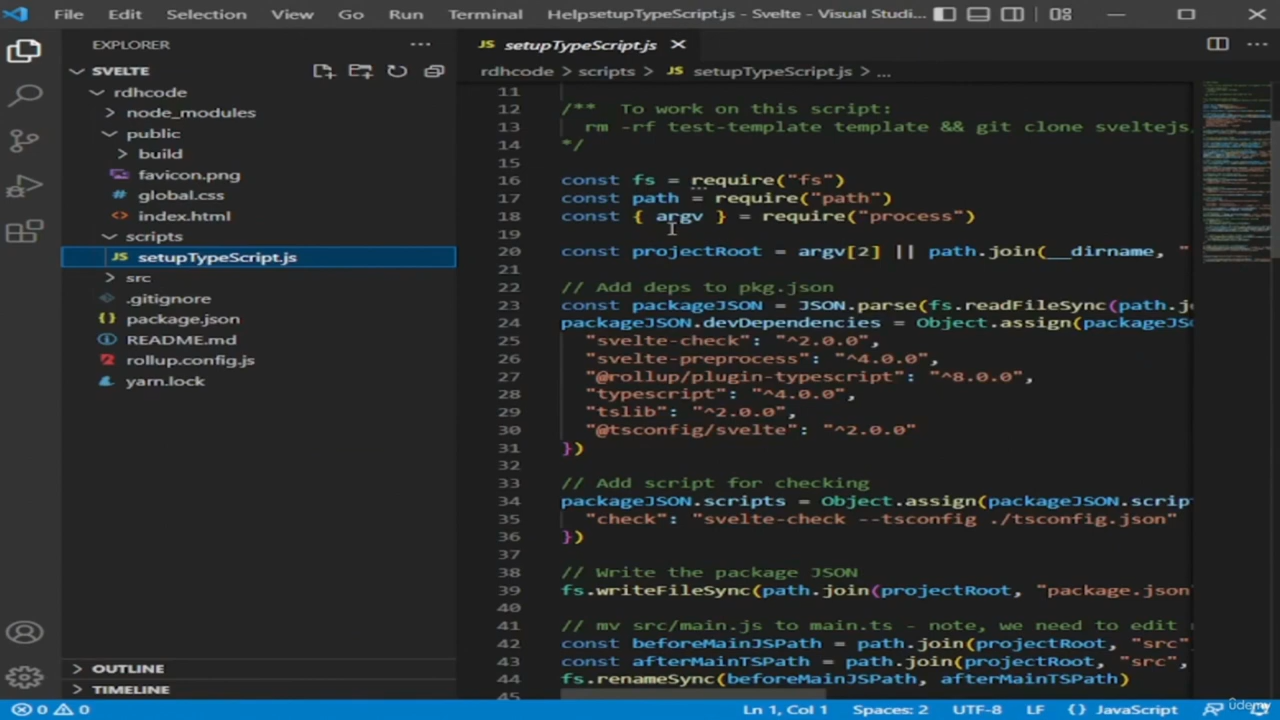 File Edit Selection View Go Run Terminal Help setupTypeScript.js - Svelte - Visual Studi...
EXPLORER
SVELTE
rdhcode
node_modules
public
build
favicon.png
# global.css
<> index.html
scripts
JS setupTypeScript.js
src
.gitignore
{} package.json
README.md
rollup.config.js
yarn.lock
OUTLINE
TIMELINE
JS setupTypeScript.js
rdhcode > scripts > JS setupTypeScript.js > ...
11
12 /** To work on this script:
13 rm -rf test-template template && git clone sveltejs
14 */
15
16 const fs = require("fs")
17 const path = require("path")
18 const { argv } = require("process")
19
20 const projectRoot = argv[2] || path.join(__dirname, "
21
22 // Add deps to pkg.json
23 const packageJSON = JSON.parse(fs.readFileSync(path.j
24 packageJSON.devDependencies = Object.assign(packageJS
25 "svelte-check": "^2.0.0",
26 "svelte-preprocess": "^4.0.0",
27 "@rollup/plugin-typescript": "^8.0.0",
28 "typescript": "^4.0.0",
29 "tslib": "^2.0.0",
30 "@tsconfig/svelte": "^2.0.0"
31 })
32
33 // Add script for checking
34 packageJSON.scripts = Object.assign(packageJSON.scrip
35 "check": "svelte-check --tsconfig ./tsconfig.json"
36 })
37
38 // Write the package JSON
39 fs.writeFileSync(path.join(projectRoot, "package.json
40
41 // mv src/main.js to main.ts - note, we need to edit
42 const beforeMainJSPath = path.join(projectRoot, "src"
43 const afterMainTSPath = path.join(projectRoot, "src",
44 fs.renameSync(beforeMainJSPath, afterMainTSPath)
45
0 0 Ln 1, Col 1 Spaces: 2 UTF-8 LF {} JavaScript
udemy